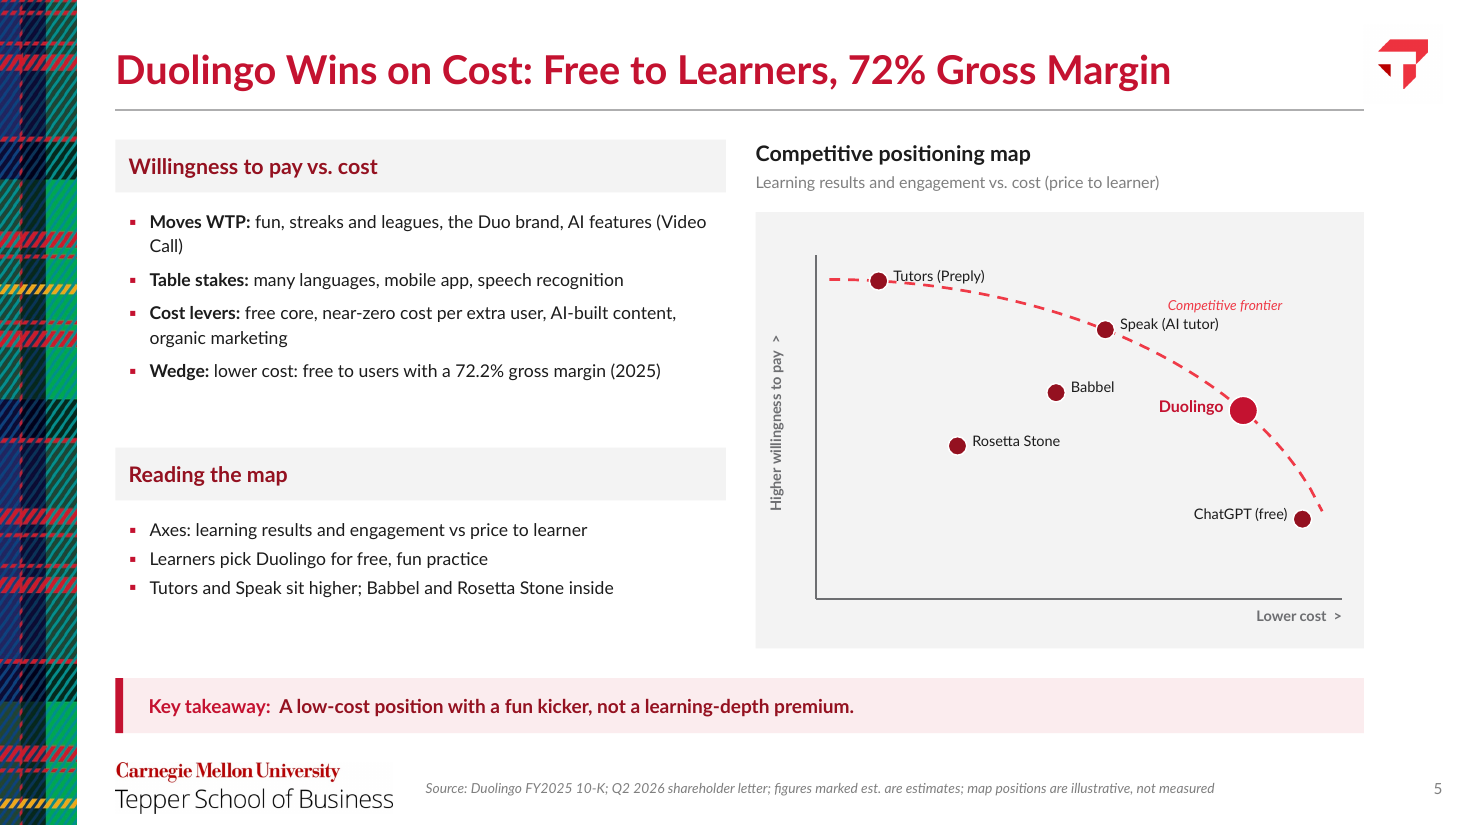 Duolingo Wins on Cost: Free to Learners, 72% Gross Margin
Willingness to pay vs. cost
▪ Moves WTP: fun, streaks and leagues, the Duo brand, AI features (Video
Call)
▪ Table stakes: many languages, mobile app, speech recognition
▪ Cost levers: free core, near-zero cost per extra user, AI-built content,
organic marketing
▪ Wedge: lower cost: free to users with a 72.2% gross margin (2025)
Reading the map
▪ Axes: learning results and engagement vs price to learner
▪ Learners pick Duolingo for free, fun practice
▪ Tutors and Speak sit higher; Babbel and Rosetta Stone inside
Competitive positioning map
Learning results and engagement vs. cost (price to learner)
Tutors (Preply)
Competitive frontier
Speak (AI tutor)
Babbel
Duolingo
Rosetta Stone
ChatGPT (free)
Higher willingness to pay >
Lower cost >
Key takeaway: A low-cost position with a fun kicker, not a learning-depth premium.
Carnegie Mellon University
Tepper School of Business
Source: Duolingo FY2025 10-K; Q2 2026 shareholder letter; figures marked est. are estimates; map positions are illustrative, not measured
5